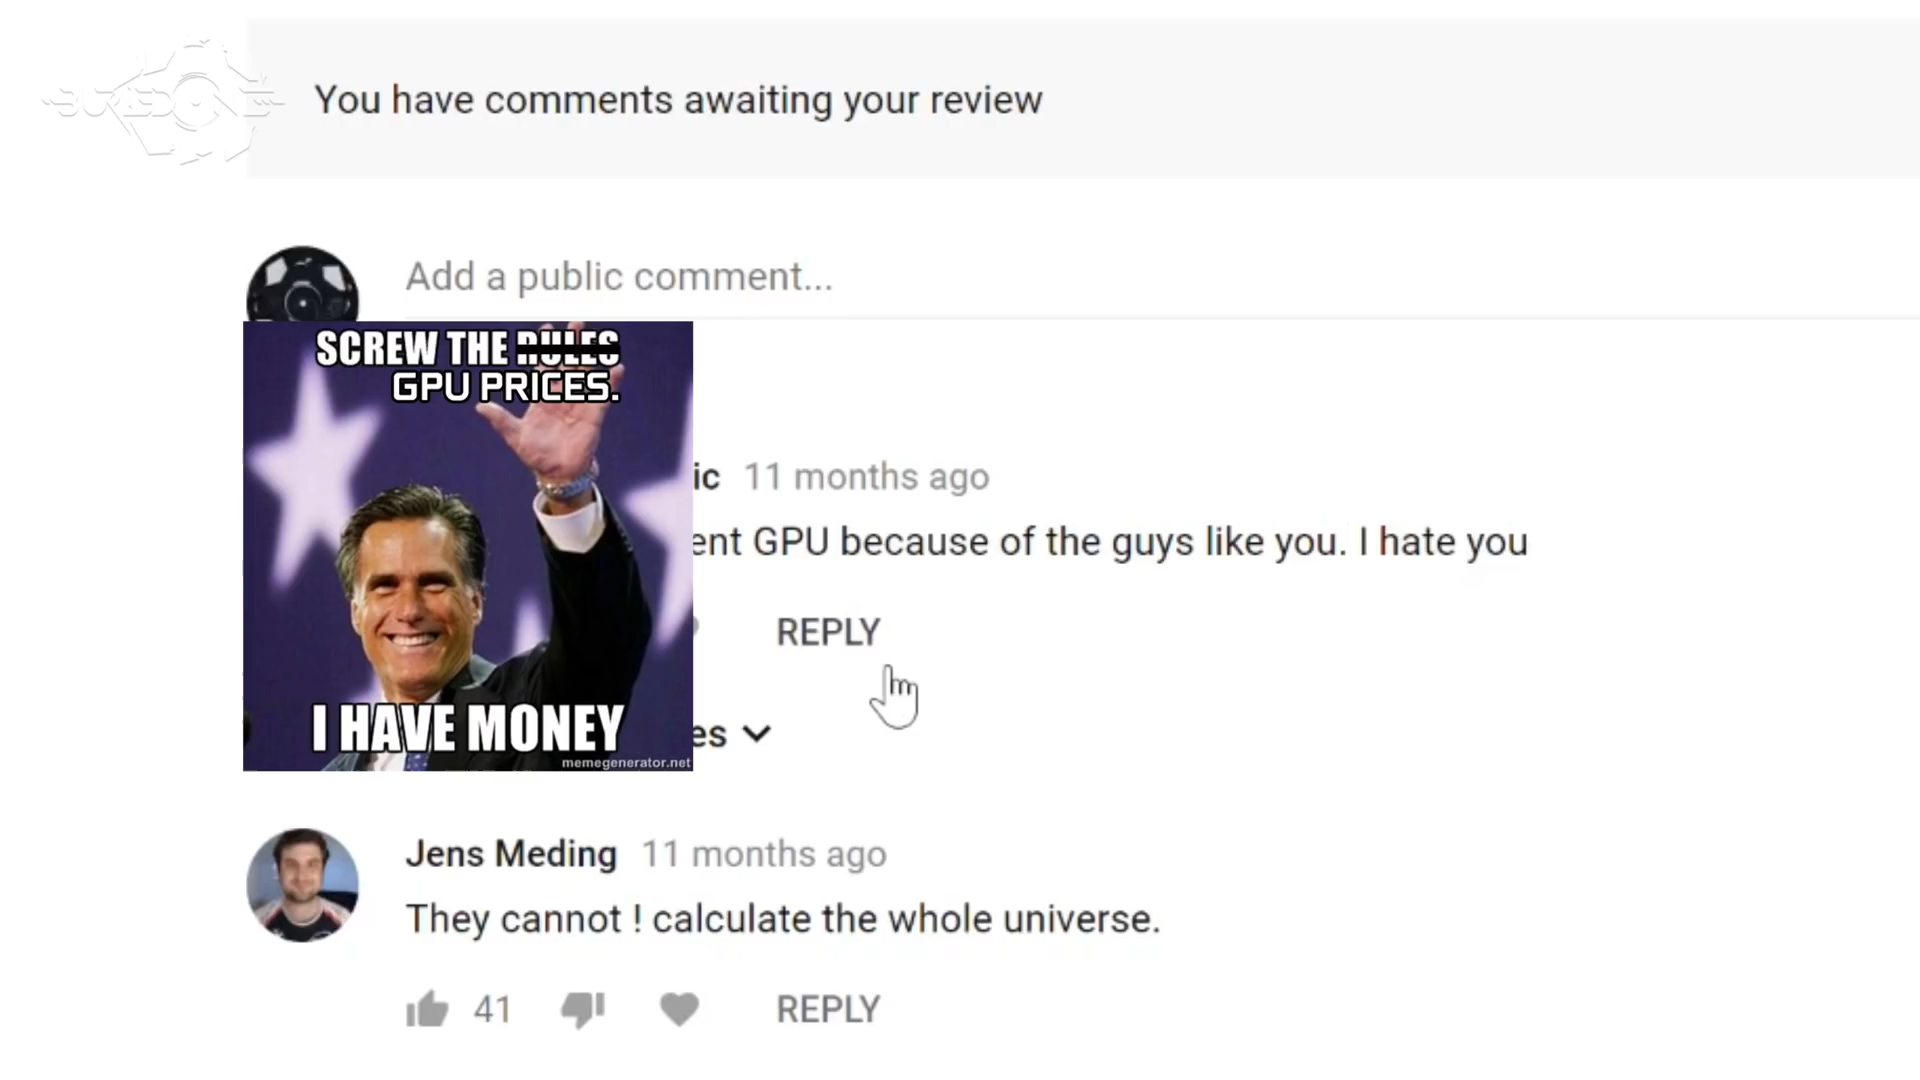 You have comments awaiting your review
Add a public comment...
SCREW THE RULES
GPU PRICES.
ic 11 months ago
ent GPU because of the guys like you. I hate you
REPLY
I HAVE MONEY
es
memegenerator.net
Jens Meding 11 months ago
They cannot ! calculate the whole universe.
41 REPLY